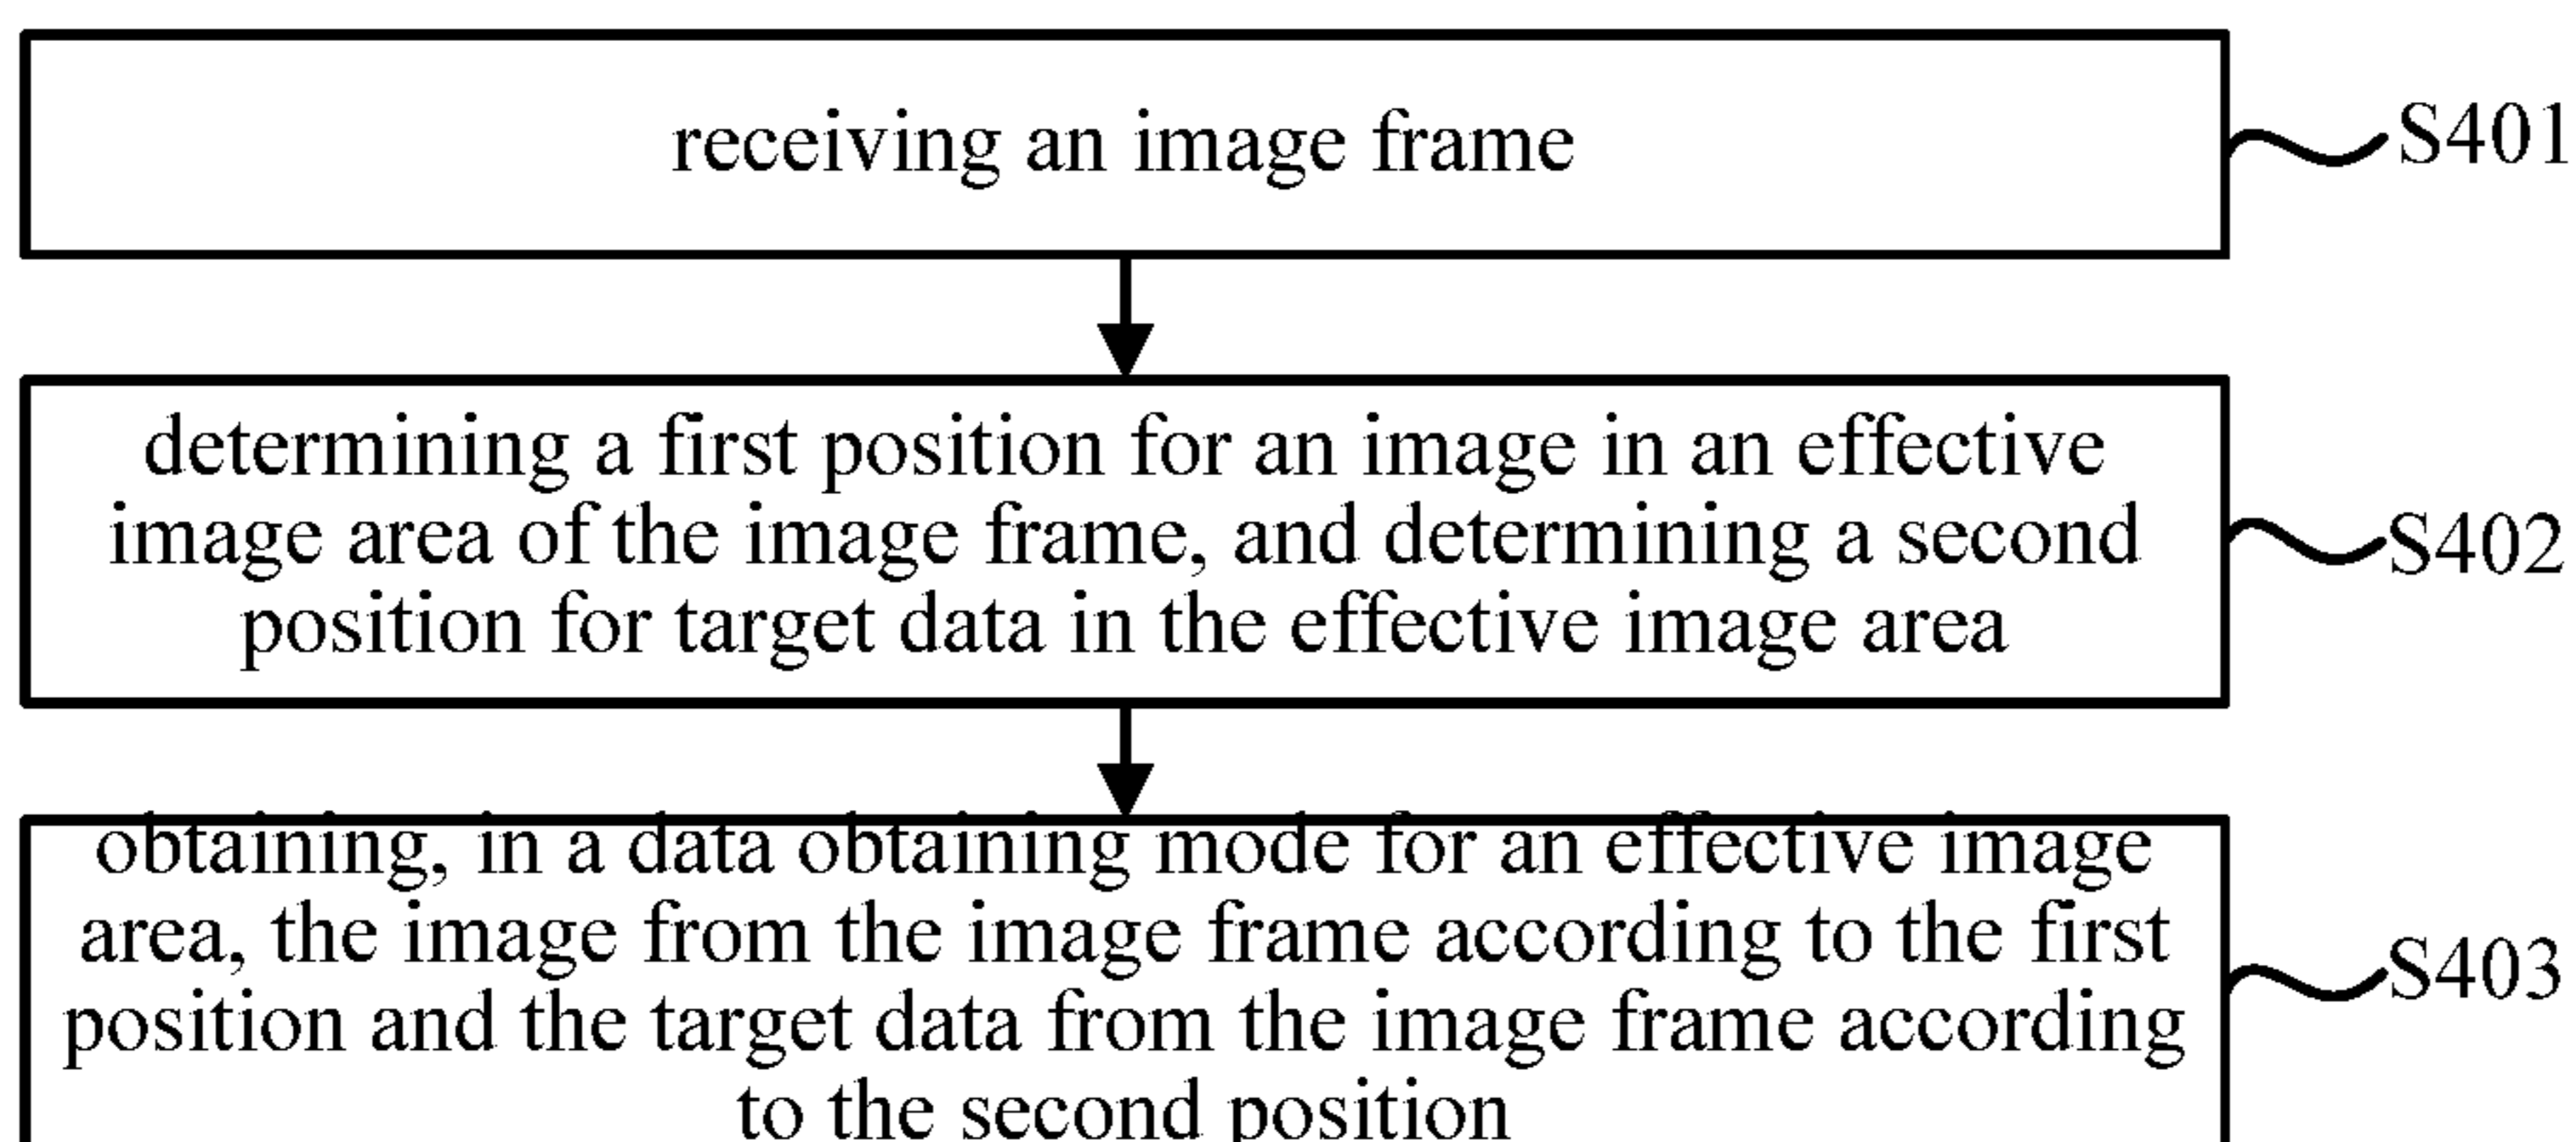 receiving an image frame
S401
determining a first position for an image in an effective
image area of the image frame, and determining a second
position for target data in the effective image area
S402
obtaining, in a data obtaining mode for an effective image
area, the image from the image frame according to the first
position and the target data from the image frame according
to the second position
S403